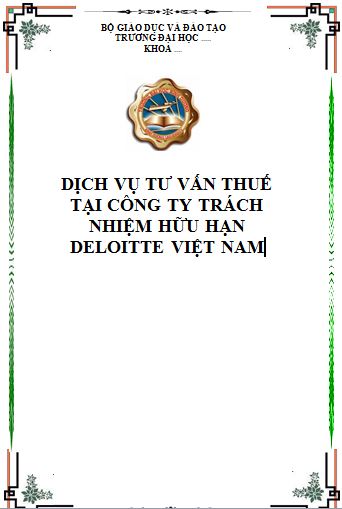 BỘ GIÁO DỤC VÀ ĐÀO TẠO
TRƯỜNG ĐẠI HỌC .....
KHOA ....
DỊCH VỤ TƯ VẤN THUẾ
TẠI CÔNG TY TRÁCH
NHIỆM HỮU HẠN
DELOITTE VIỆT NAM